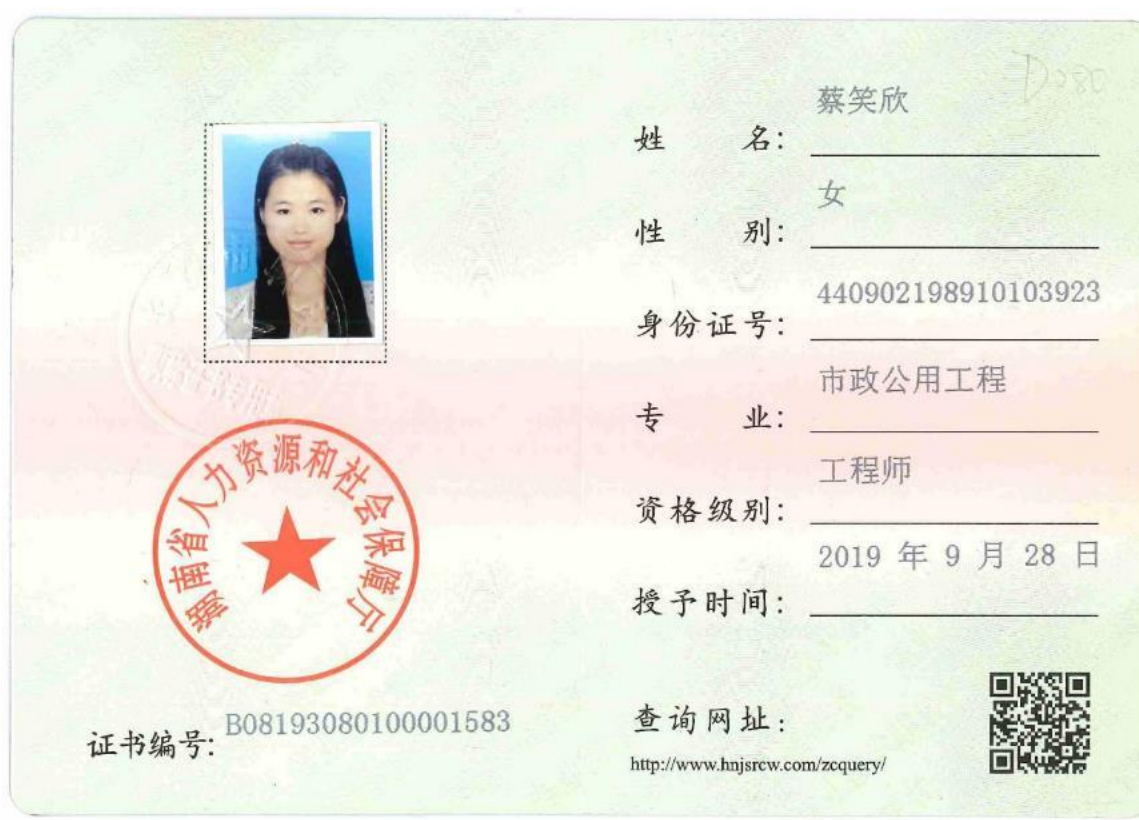 D280
姓 名： 蔡笑欣
性 别： 女
身份证号： 440902198910103923
专 业： 市政公用工程
资格级别： 工程师
授予时间： 2019 年 9 月 28 日
湖南省人力资源和社会保障厅
证书编号： B08193080100001583
查询网址：
http://www.hnjsrcw.com/zcquery/